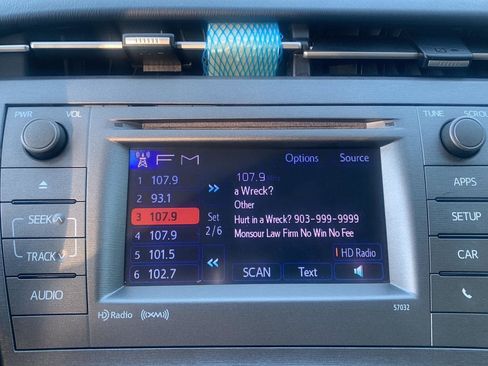 PWR
VOL
TUNE
SCROLL
FM
Options
Source
1 107.9
2 93.1
3 107.9
4 107.9
5 101.5
6 102.7
Set
2/6
107.9
a Wreck?
Other
Hurt in a Wreck? 903-999-9999
Monsour Law Firm No Win No Fee
HD Radio
SCAN
Text
SEEK
TRACK
AUDIO
APPS
SETUP
CAR
HD Radio
((XM))
57032